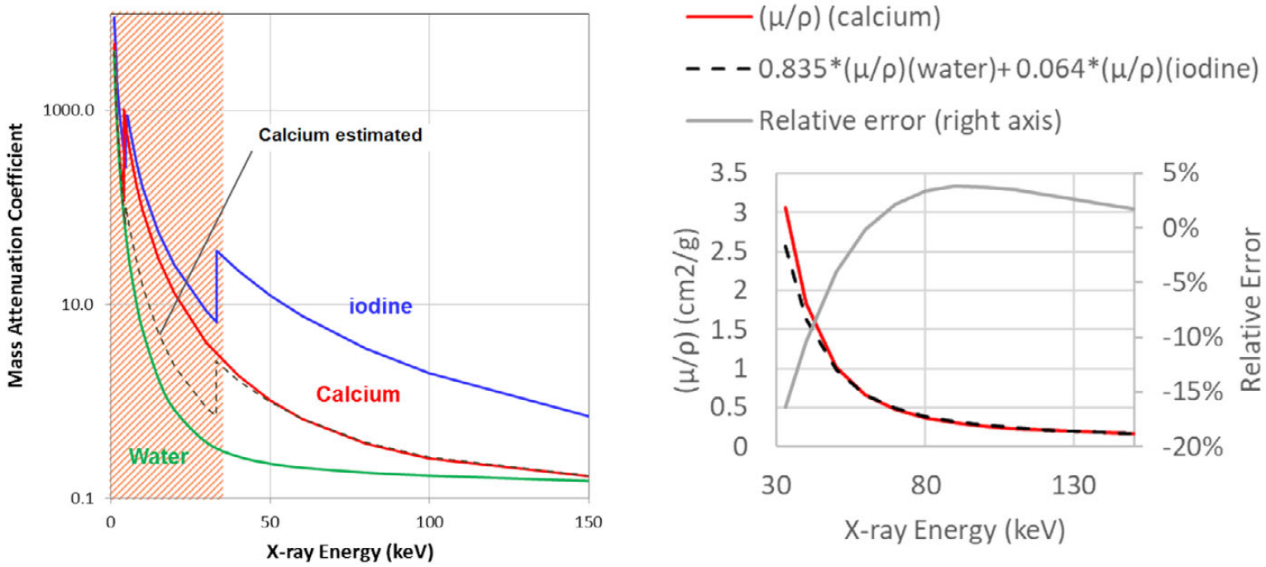 Mass Attenuation Coefficient
1000.0
10.0
0.1
Calcium estimated
iodine
Calcium
Water
0
50
100
150
X-ray Energy (keV)
(μ/ρ) (calcium)
0.835*(μ/ρ)(water)+ 0.064*(μ/ρ)(iodine)
Relative error (right axis)
(μ/ρ) (cm2/g)
3.5
3
2.5
2
1.5
1
0.5
0
5%
0%
-5%
-10%
-15%
-20%
Relative Error
30
80
130
X-ray Energy (keV)